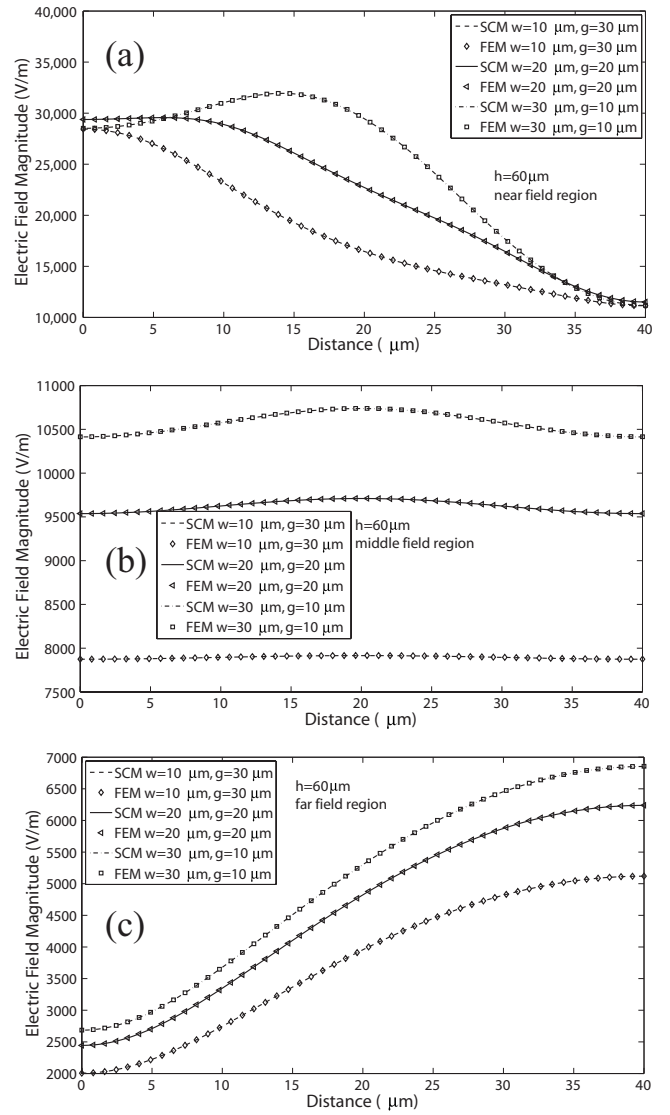 (a)
SCM w=10 μm, g=30 μm
FEM w=10 μm, g=30 μm
SCM w=20 μm, g=20 μm
FEM w=20 μm, g=20 μm
SCM w=30 μm, g=10 μm
FEM w=30 μm, g=10 μm
h=60μm
near field region
Electric Field Magnitude (V/m)
35,000
30,000
25,000
20,000
15,000
10,000
0 5 10 15 20 25 30 35 40
Distance ( μm)
(b)
SCM w=10 μm, g=30 μm
FEM w=10 μm, g=30 μm
SCM w=20 μm, g=20 μm
FEM w=20 μm, g=20 μm
SCM w=30 μm, g=10 μm
FEM w=30 μm, g=10 μm
h=60μm
middle field region
Electric Field Magnitude (V/m)
11000
10500
10000
9500
9000
8500
8000
7500
0 5 10 15 20 25 30 35 40
Distance ( μm)
SCM w=10 μm, g=30 μm
FEM w=10 μm, g=30 μm
SCM w=20 μm, g=20 μm
FEM w=20 μm, g=20 μm
SCM w=30 μm, g=10 μm
FEM w=30 μm, g=10 μm
h=60μm
far field region
(c)
Electric Field Magnitude (V/m)
7000
6500
6000
5500
5000
4500
4000
3500
3000
2500
2000
0 5 10 15 20 25 30 35 40
Distance ( μm)